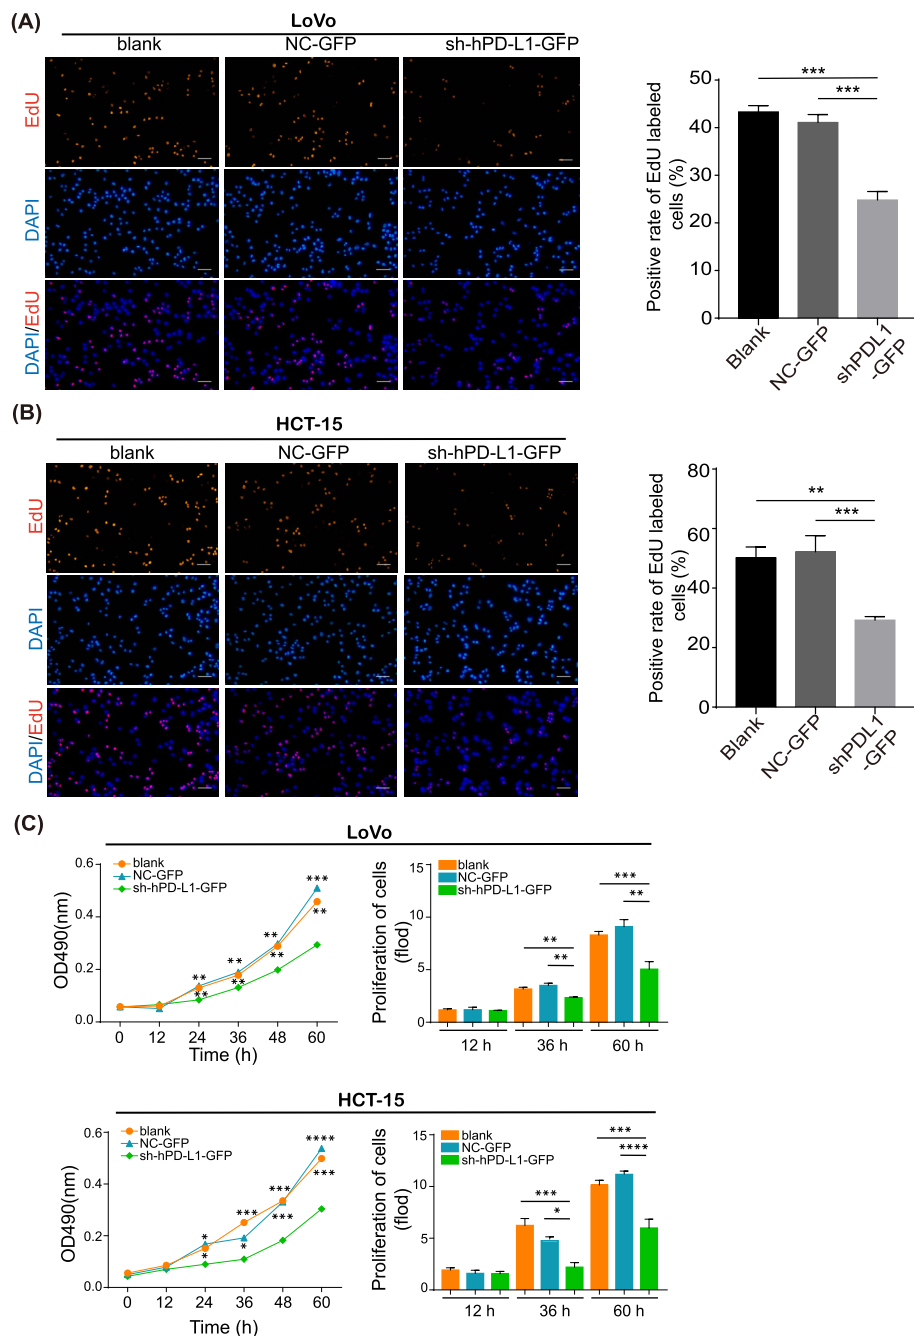 (A)
LoVo
blank NC-GFP sh-hPD-L1-GFP
EdU
DAPI
DAPI/EdU
Positive rate of EdU labeled
cells (%)
50
40
30
20
10
0
*** 
***
Blank
NC-GFP
shPDL1
-GFP
(B)
HCT-15
blank NC-GFP sh-hPD-L1-GFP
EdU
DAPI
DAPI/EdU
Positive rate of EdU labeled
cells (%)
80
60
40
20
0
**
***
Blank
NC-GFP
shPDL1
-GFP
(C)
LoVo
OD490(nm)
0.6
0.4
0.2
0.0
blank
NC-GFP
sh-hPD-L1-GFP
***
**
** ** **
** ** **
0 12 24 36 48 60
Time (h)
Proliferation of cells
(flod)
15
10
5
0
blank
NC-GFP
sh-hPD-L1-GFP
***
**
**
**
12 h 36 h 60 h
HCT-15
OD490(nm)
0.6
0.4
0.2
0.0
blank
NC-GFP
sh-hPD-L1-GFP
****
***
* *** ***
* * ***
0 12 24 36 48 60
Time (h)
Proliferation of cells
(flod)
15
10
5
0
blank
NC-GFP
sh-hPD-L1-GFP
***
****
***
*
12 h 36 h 60 h